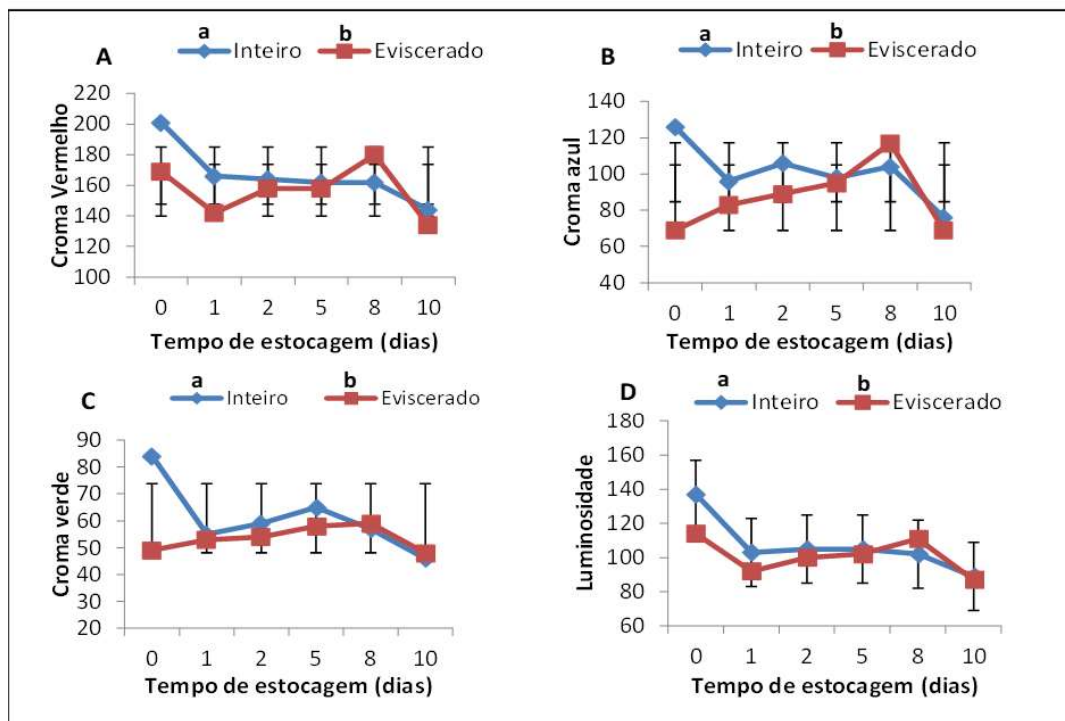 A
a b
Inteiro Eviscerado
Croma Vermelho
220
200
180
160
140
120
100
0 1 2 5 8 10
Tempo de estocagem (dias)
B
a b
Inteiro Eviscerado
Croma azul
140
120
100
80
60
40
0 1 2 5 8 10
Tempo de estocagem (dias)
C
a b
Inteiro Eviscerado
Croma verde
90
80
70
60
50
40
30
20
0 1 2 5 8 10
Tempo de estocagem (dias)
D
a b
Inteiro Eviscerado
Luminosidade
180
160
140
120
100
80
60
0 1 2 5 8 10
Tempo de estocagem (dias)